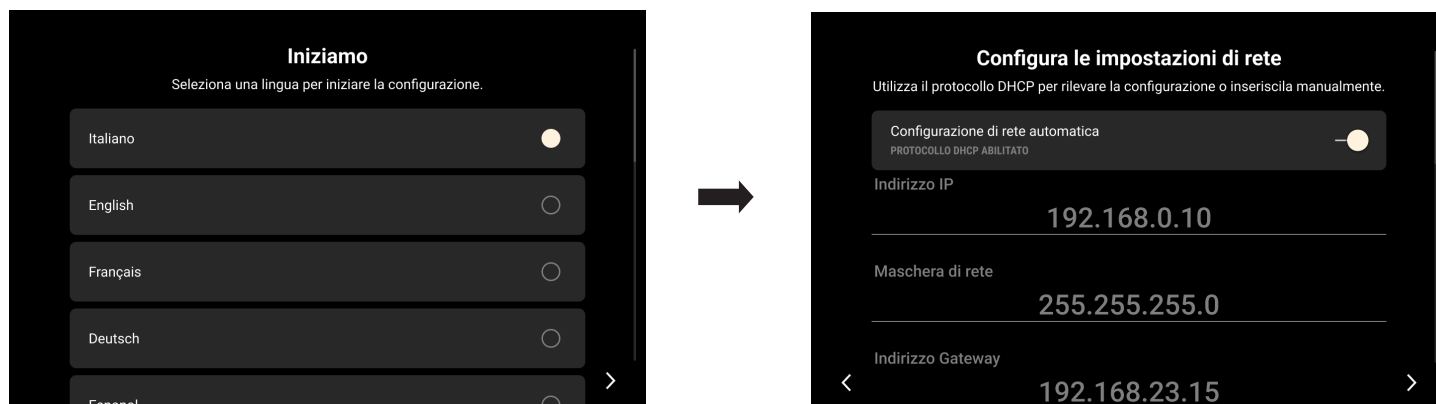 Iniziamo
Seleziona una lingua per iniziare la configurazione.
Italiano
English
Français
Deutsch
Configura le impostazioni di rete
Utilizza il protocollo DHCP per rilevare la configurazione o inseriscila manualmente.
Configurazione di rete automatica
PROTOCOLLO DHCP ABILITATO
Indirizzo IP
192.168.0.10
Maschera di rete
255.255.255.0
Indirizzo Gateway
192.168.23.15